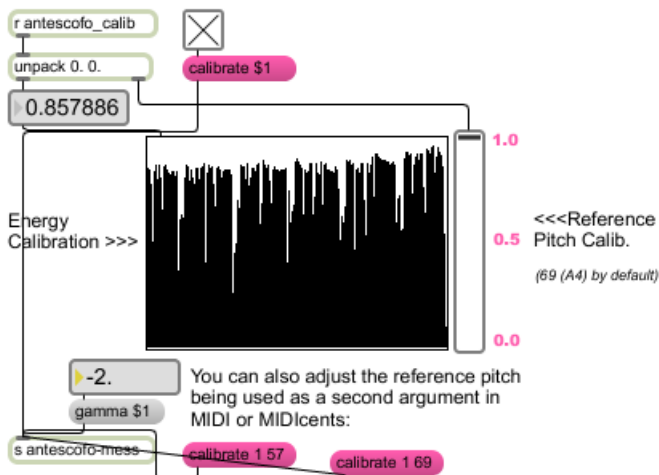 r antescofo_calib
unpack 0. 0.
calibrate $1
0.857886
1.0
Energy
Calibration >>>
0.5
<<<Reference
Pitch Calib.
(69 (A4) by default)
0.0
-2.
gamma $1
You can also adjust the reference pitch
being used as a second argument in
MIDI or MIDIcents:
s antescofo-mess
calibrate 1 57
calibrate 1 69